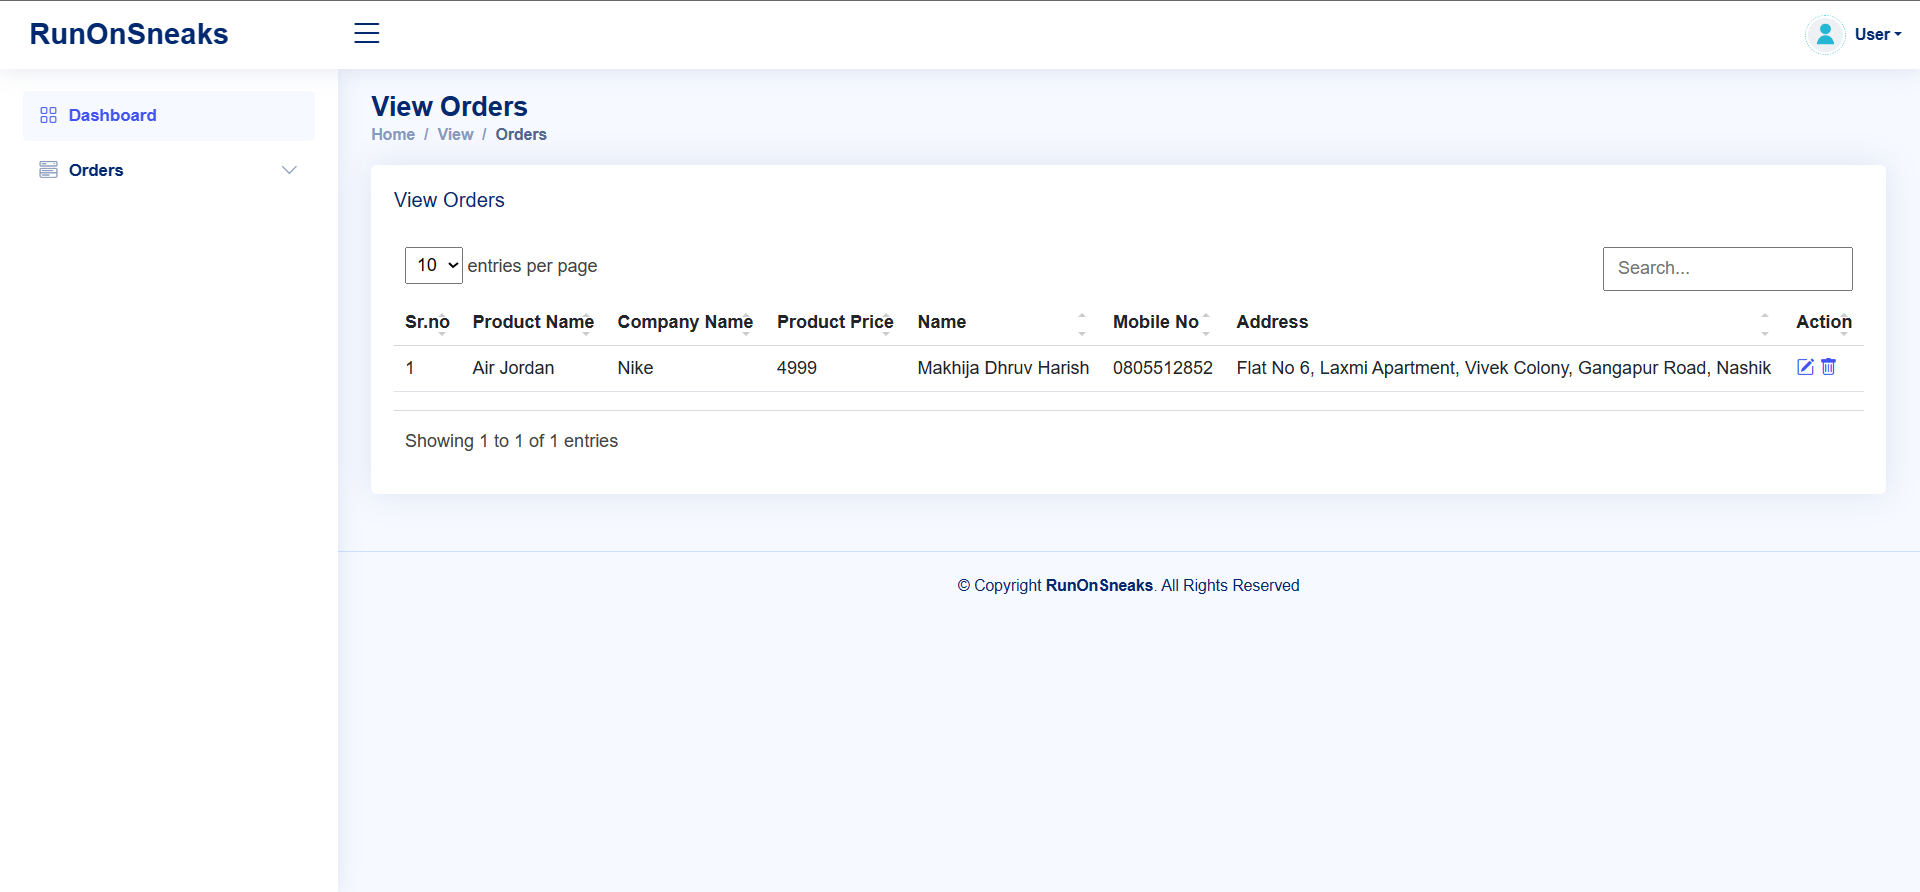 RunOnSneaks
User
Dashboard
Orders
View Orders
Home / View / Orders
View Orders
10 entries per page
Search...
Sr.no Product Name Company Name Product Price Name Mobile No Address Action
1 Air Jordan Nike 4999 Makhija Dhruv Harish 0805512852 Flat No 6, Laxmi Apartment, Vivek Colony, Gangapur Road, Nashik
Showing 1 to 1 of 1 entries
© Copyright RunOnSneaks. All Rights Reserved